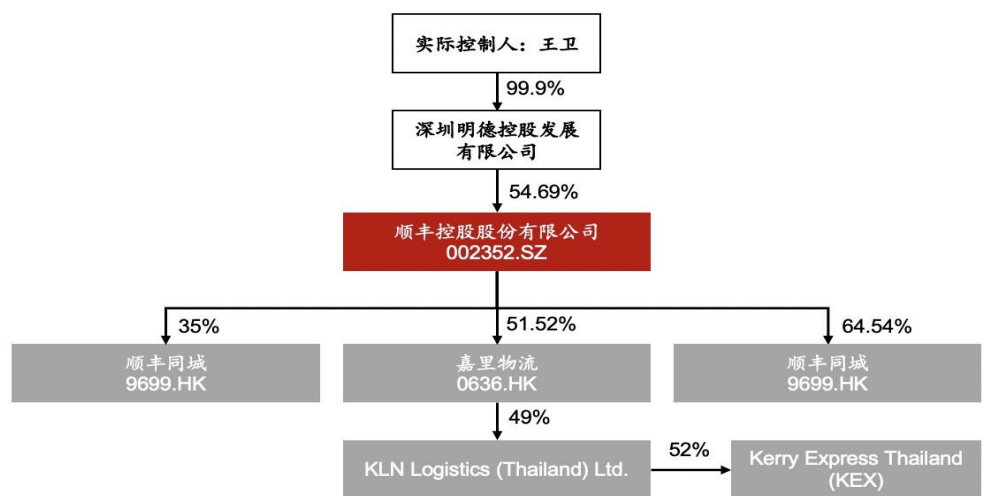 实际控制人：王卫
99.9%
深圳明德控股发展
有限公司
54.69%
顺丰控股股份有限公司
002352.SZ
35%
51.52%
64.54%
顺丰同城
9699.HK
嘉里物流
0636.HK
顺丰同城
9699.HK
49%
KLN Logistics (Thailand) Ltd.
52%
Kerry Express Thailand
(KEX)